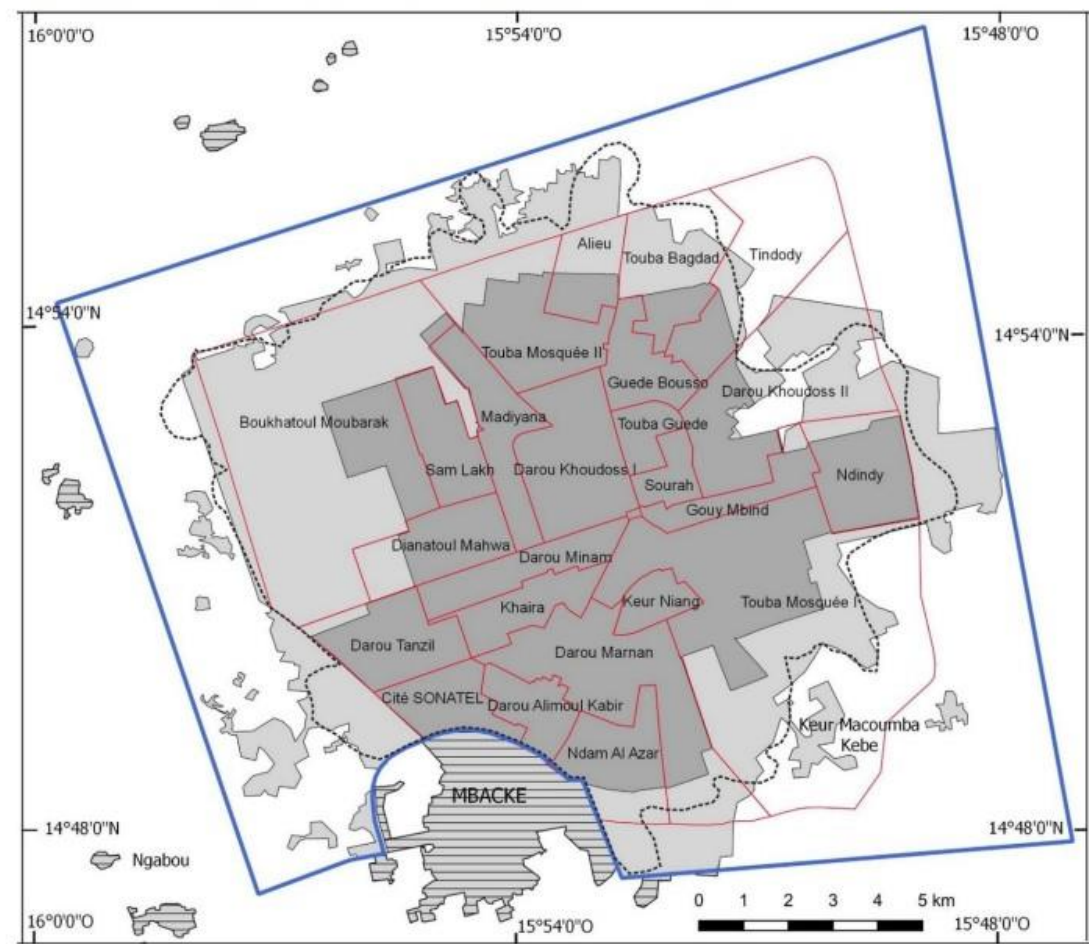 16°0'0"O
15°54'0"O
15°48'0"O
Alieu
Touba Bagdad
Tindody
14°54'0"N
14°54'0"N
Touba Mosquée II
Guede Bousso
Darou Khoudoss II
Boukhatoul Moubarak
Madiyana
Touba Guede
Sam Lakh
Darou Khoudoss I
Ndindy
Sourah
Gouy Mbind
Dianatoul Mahwa
Darou Minam
Khaira
Keur Niang
Touba Mosquée I
Darou Tanzil
Darou Marnan
Cité SONATEL
Darou Alimoul Kabir
Keur Macoumba
Kebe
Ndam Al Azar
MBACKE
14°48'0"N
14°48'0"N
Ngabou
0 1 2 3 4 5 km
16°0'0"O
15°54'0"O
15°48'0"O